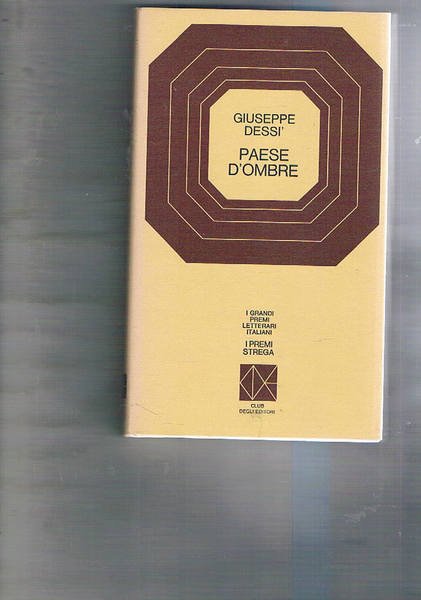 GIUSEPPE
DESSI'
PAESE
D'OMBRE
I GRANDI
PREMI
LETTERARI
ITALIANI
I PREMI
STREGA
CLUB
DEGLI EDITORI